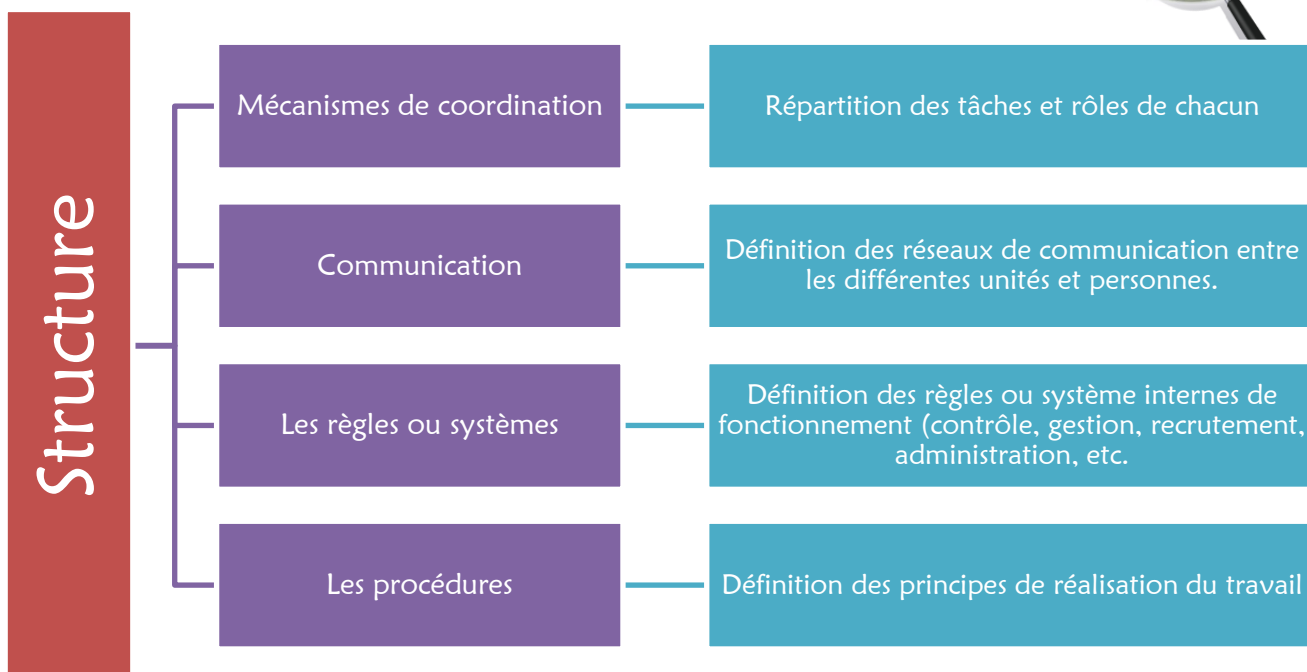 Structure
Mécanismes de coordination
Répartition des tâches et rôles de chacun
Communication
Définition des réseaux de communication entre
les différentes unités et personnes.
Les règles ou systèmes
Définition des règles ou système internes de
fonctionnement (contrôle, gestion, recrutement,
administration, etc.
Les procédures
Définition des principes de réalisation du travail